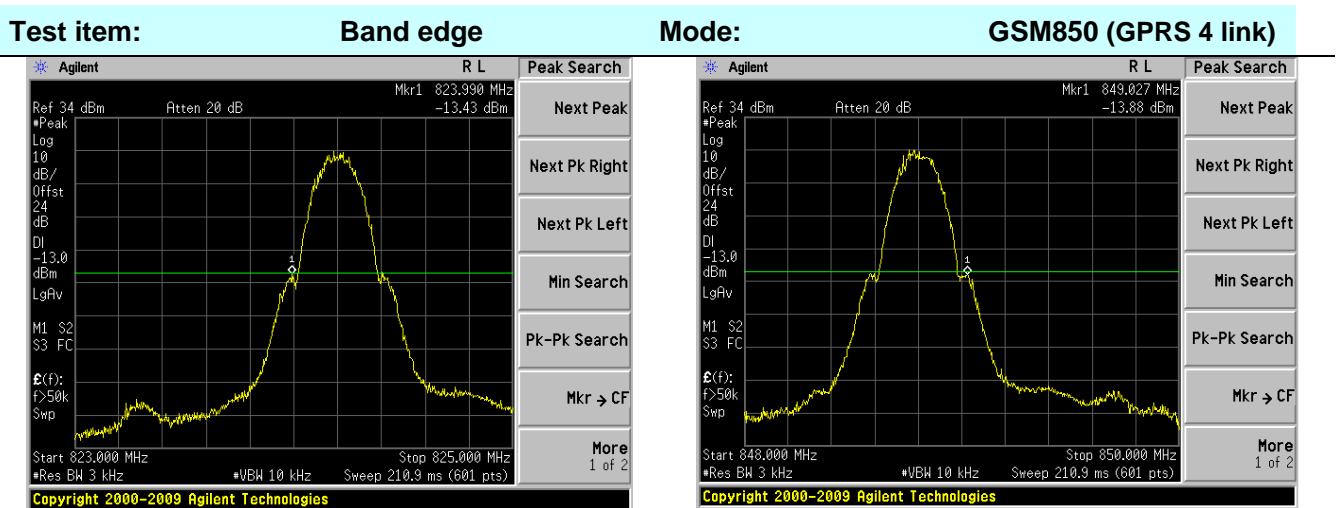 Test item: Band edge Mode: GSM850 (GPRS 4 link)
Agilent R L Peak Search
Mkr1 823.990 MHz
Ref 34 dBm Atten 20 dB -13.43 dBm
#Peak
Log
10
dB/
Offst
24
dB
DI
-13.0
dBm
LgAv
M1 S2
S3 FC
£(f):
f>50k
Swp
1
Start 823.000 MHz Stop 825.000 MHz
#Res BW 3 kHz #VBW 10 kHz Sweep 210.9 ms (601 pts)
Copyright 2000-2009 Agilent Technologies
Next Peak
Next Pk Right
Next Pk Left
Min Search
Pk-Pk Search
Mkr → CF
More
1 of 2
Agilent R L Peak Search
Mkr1 849.027 MHz
Ref 34 dBm Atten 20 dB -13.88 dBm
#Peak
Log
10
dB/
Offst
24
dB
DI
-13.0
dBm
LgAv
M1 S2
S3 FC
£(f):
f>50k
Swp
1
Start 848.000 MHz Stop 850.000 MHz
#Res BW 3 kHz #VBW 10 kHz Sweep 210.9 ms (601 pts)
Copyright 2000-2009 Agilent Technologies
Next Peak
Next Pk Right
Next Pk Left
Min Search
Pk-Pk Search
Mkr → CF
More
1 of 2